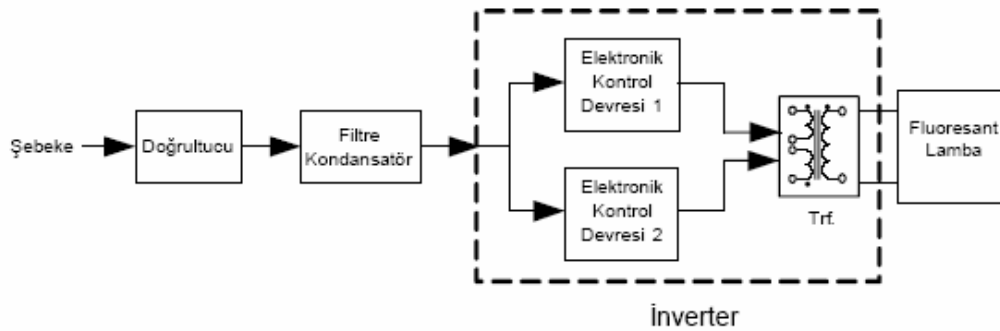 Şebeke
Doğrultucu
Filtre
Kondansatör
Elektronik
Kontrol
Devresi 1
Elektronik
Kontrol
Devresi 2
Trf.
Fluoresant
Lamba
İnverter